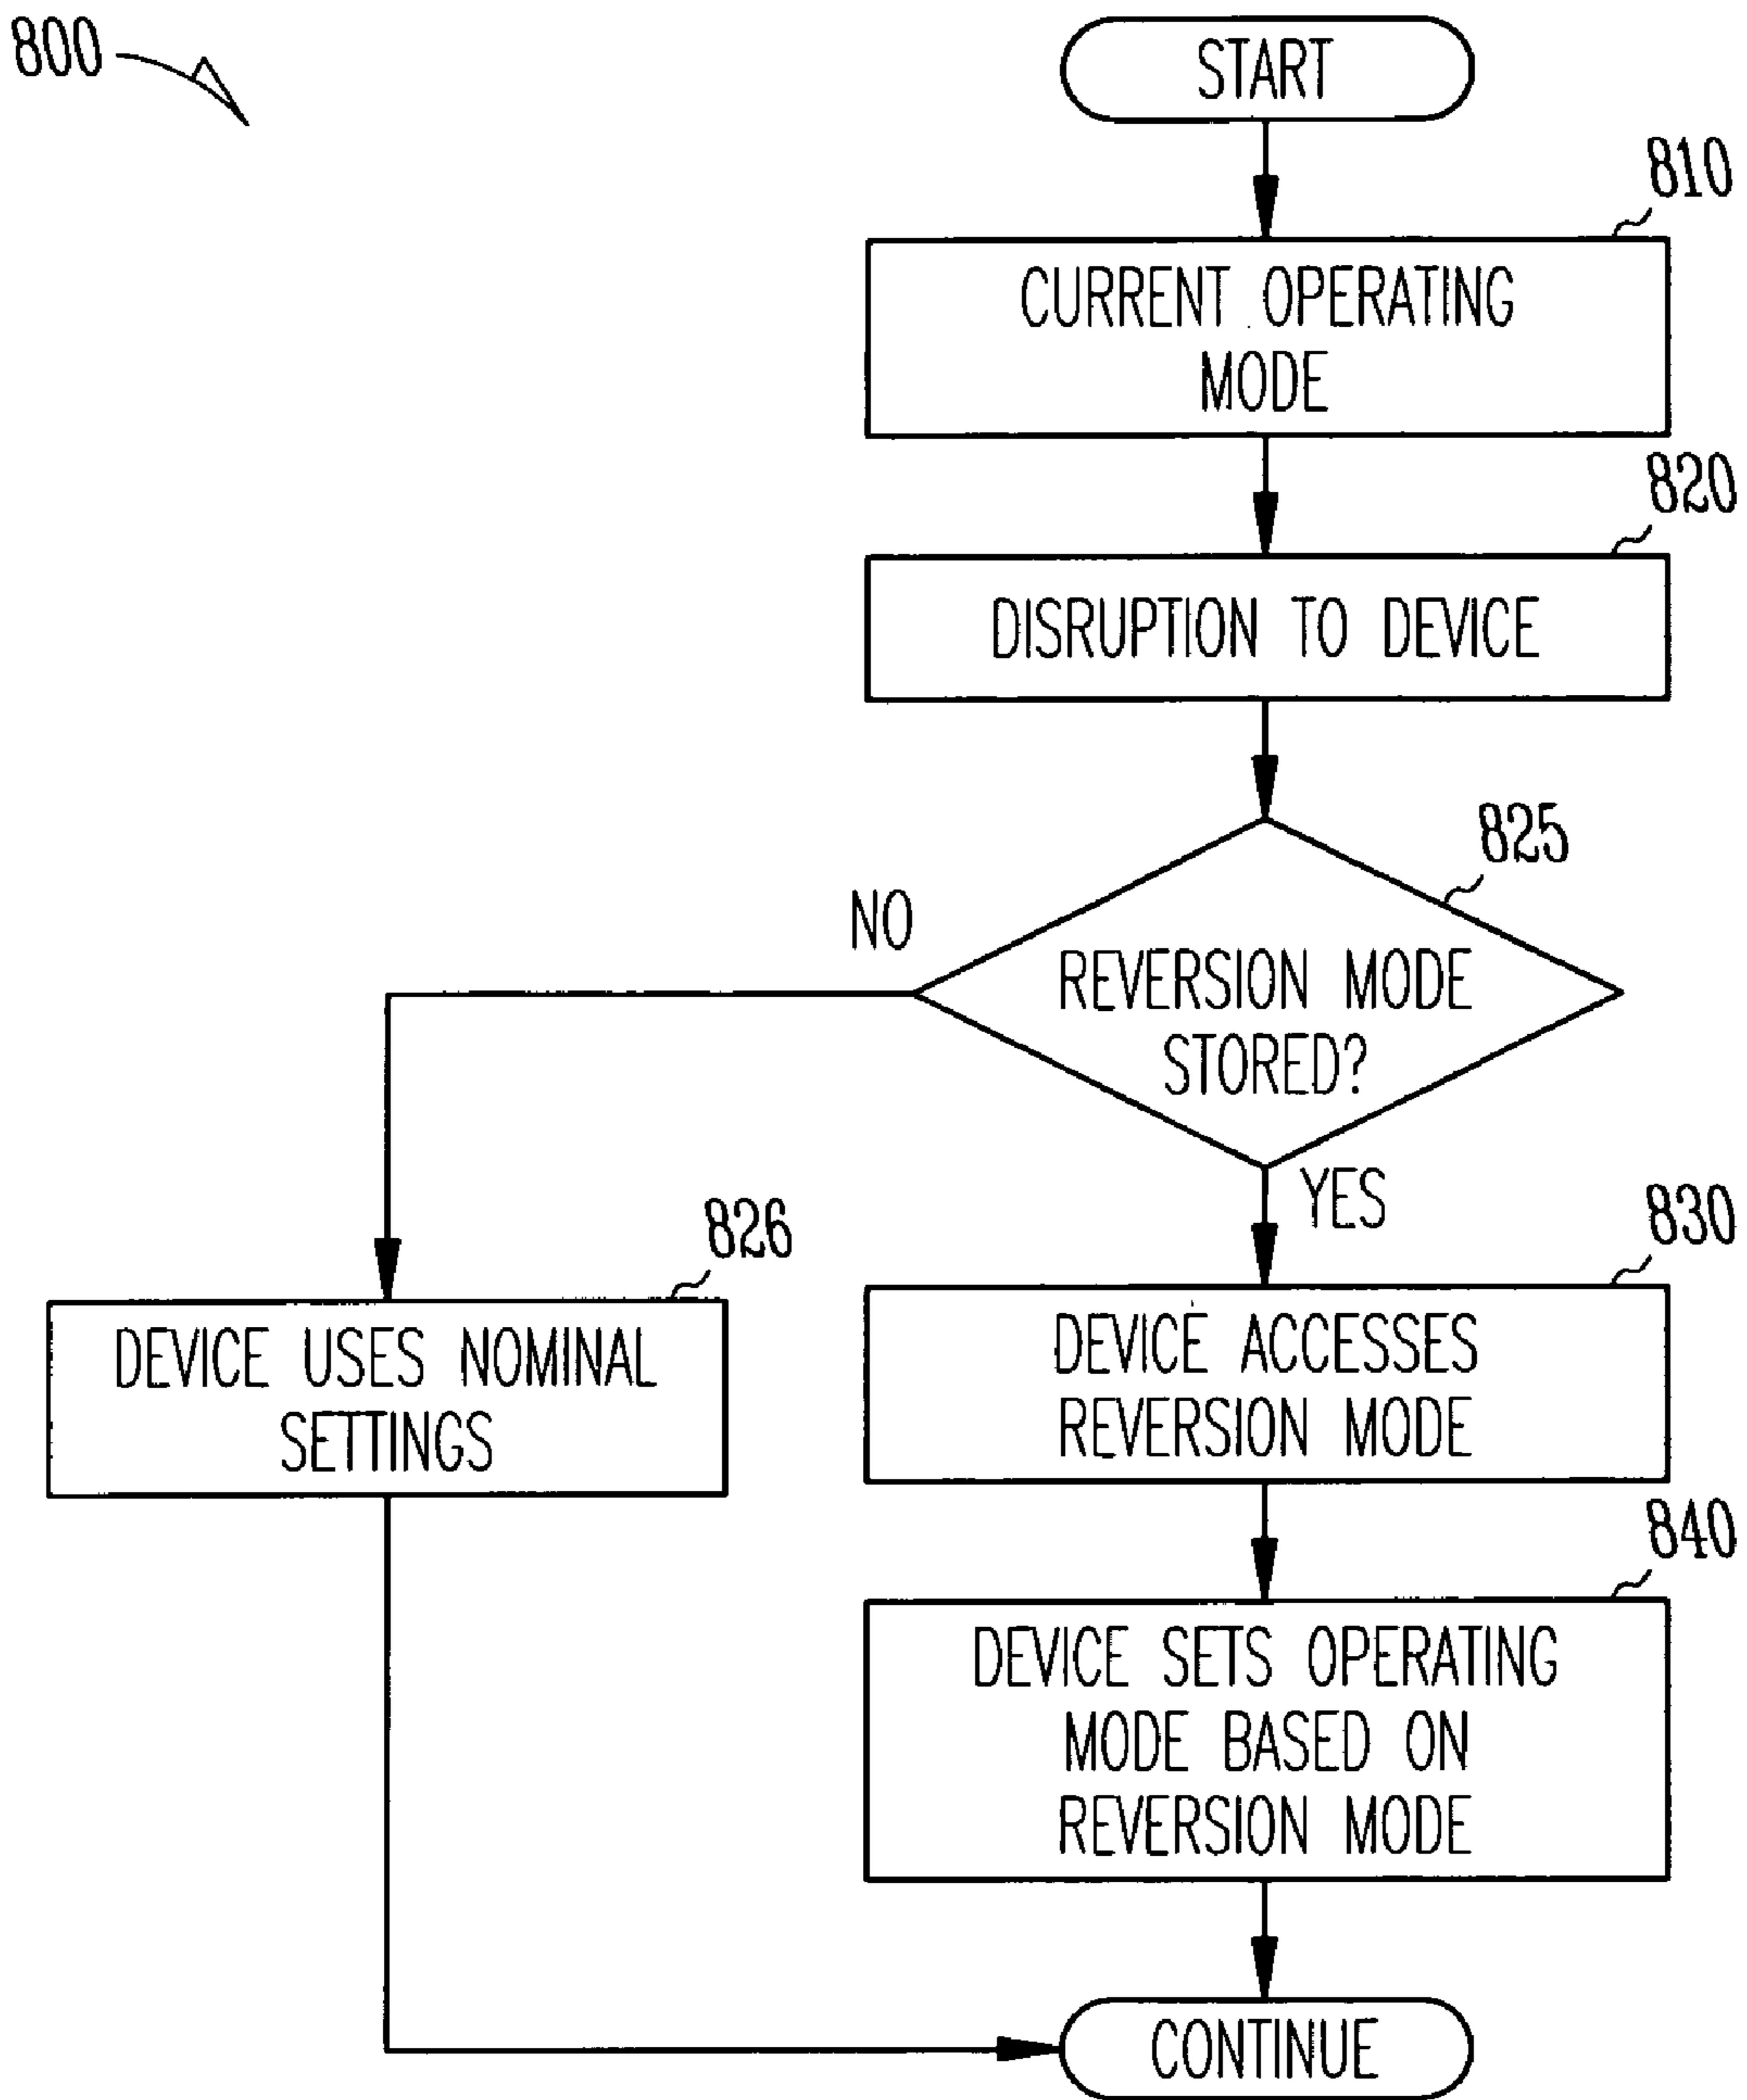 800
START
810
CURRENT OPERATING
MODE
820
DISRUPTION TO DEVICE
825
NO
REVERSION MODE
STORED?
YES
826
DEVICE USES NOMINAL
SETTINGS
830
DEVICE ACCESSES
REVERSION MODE
840
DEVICE SETS OPERATING
MODE BASED ON
REVERSION MODE
CONTINUE